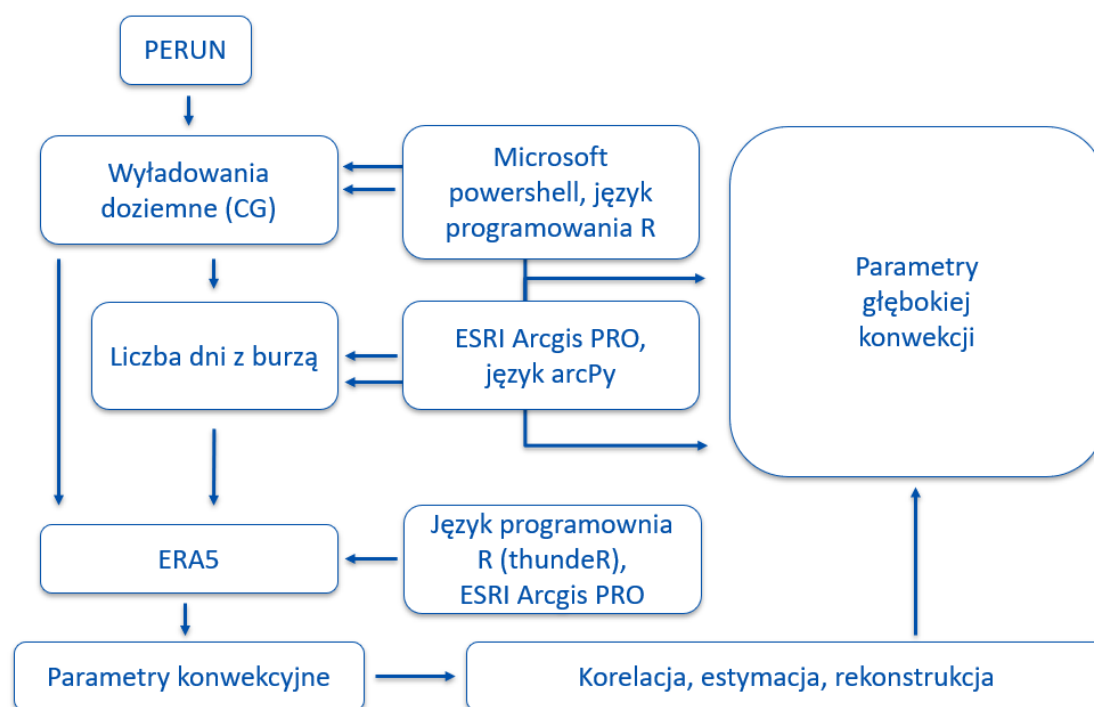 PERUN
Wyładowania
doziemne (CG)
Microsoft
powershell, język
programowania R
Parametry
głębokiej
konwekcji
Liczba dni z burzą
ESRI Arcgis PRO,
język arcPy
ERA5
Język programownia
R (thundeR),
ESRI Arcgis PRO
Parametry konwekcyjne
Korelacja, estymacja, rekonstrukcja